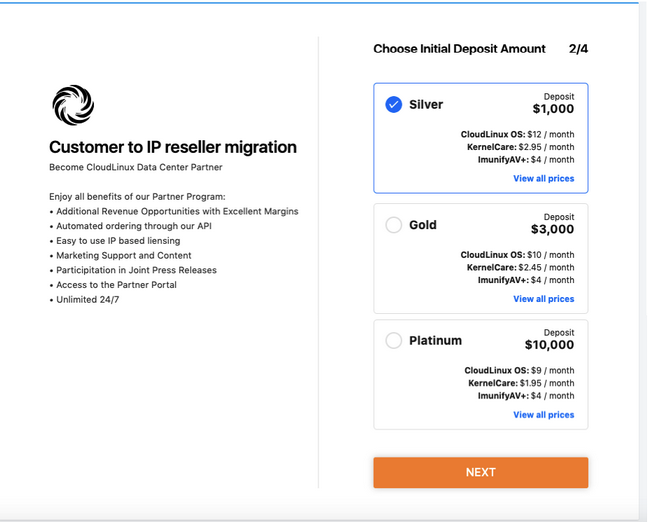 Customer to IP reseller migration
Become CloudLinux Data Center Partner
Enjoy all benefits of our Partner Program:
• Additional Revenue Opportunities with Excellent Margins
• Automated ordering through our API
• Easy to use IP based liensing
• Marketing Support and Content
• Participitation in Joint Press Releases
• Access to the Partner Portal
• Unlimited 24/7
Choose Initial Deposit Amount 2/4
Silver
Deposit
$1,000
CloudLinux OS: $12 / month
KernelCare: $2.95 / month
ImunifyAV+: $4 / month
View all prices
Gold
Deposit
$3,000
CloudLinux OS: $10 / month
KernelCare: $2.45 / month
ImunifyAV+: $4 / month
View all prices
Platinum
Deposit
$10,000
CloudLinux OS: $9 / month
KernelCare: $1.95 / month
ImunifyAV+: $4 / month
View all prices
NEXT